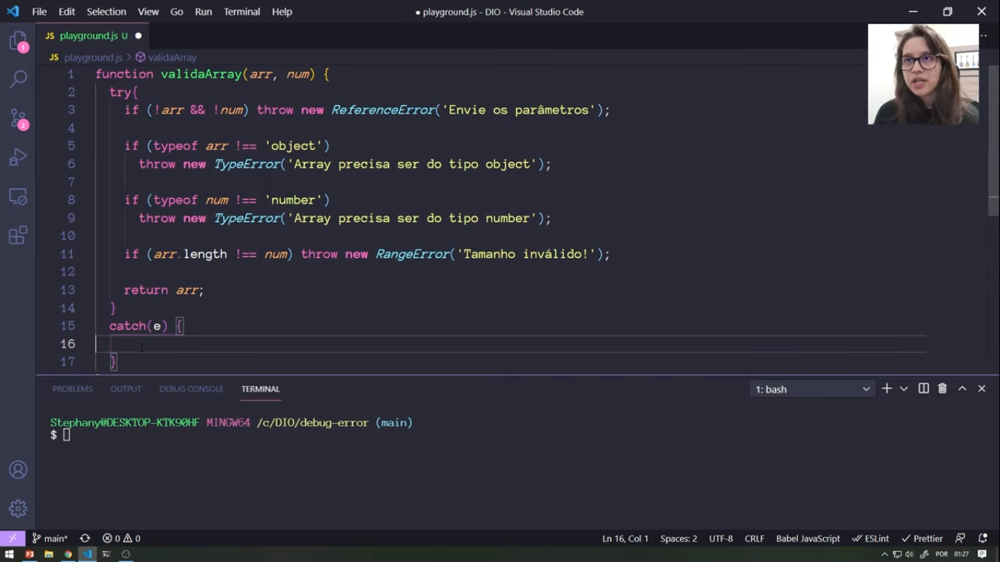 File Edit Selection View Go Run Terminal Help ● playground.js - DIO - Visual Studio Code
JS playground.js U ●
JS playground.js > validaArray
1 function validaArray(arr, num) {
2 try{
3 if (!arr && !num) throw new ReferenceError('Envie os parâmetros');
4
5 if (typeof arr !== 'object')
6 throw new TypeError('Array precisa ser do tipo object');
7
8 if (typeof num !== 'number')
9 throw new TypeError('Array precisa ser do tipo number');
10
11 if (arr.length !== num) throw new RangeError('Tamanho inválido!');
12
13 return arr;
14 }
15 catch(e) {
16
17 }
1
2
PROBLEMS OUTPUT DEBUG CONSOLE TERMINAL 1: bash
Stephany@DESKTOP-KTK90HF MINGW64 /c/DIO/debug-error (main)
$
main* 0 0 Ln 16, Col 1 Spaces: 2 UTF-8 CRLF Babel JavaScript ESLint Prettier
POR 01:27